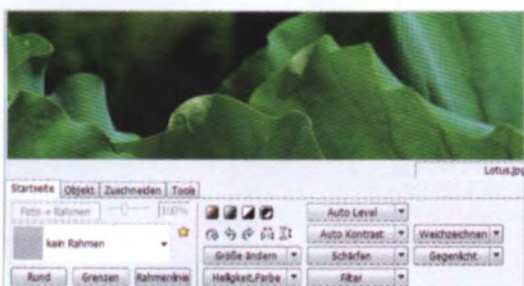 Lotus.jpg
Startseite Objekt Zuschneiden Tools
Foto + Rahmen 100% Auto Level
kein Rahmen Auto Kontrast Weichzeichnen
Größe ändern Schärfen Gegenlicht
Rund Grenzen Rahmenlinie Helligkeit,Farbe Filter